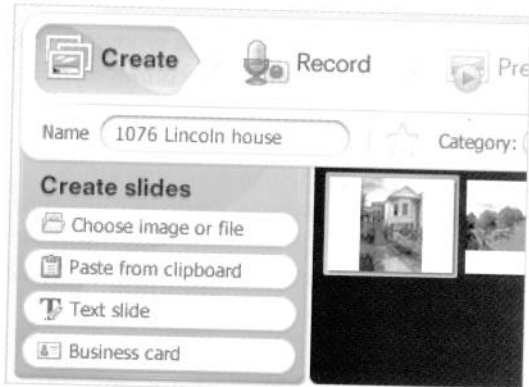 Create
Record
Pre
Name 1076 Lincoln house
Category:
Create slides
Choose image or file
Paste from clipboard
Text slide
Business card